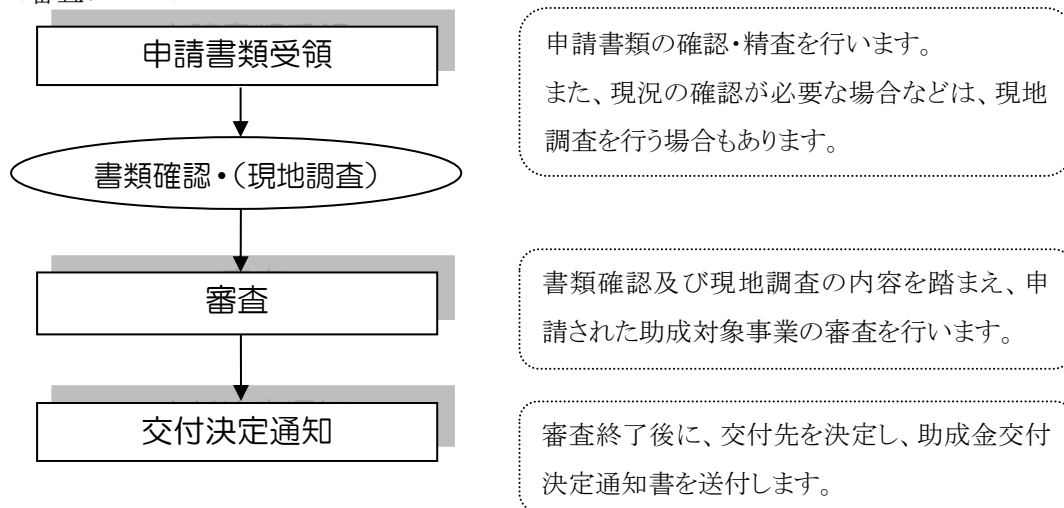 申請書類受領
申請書類の確認・精査を行います。
また、現況の確認が必要な場合などは、現地
調査を行う場合もあります。
書類確認・（現地調査）
審査
書類確認及び現地調査の内容を踏まえ、申
請された助成対象事業の審査を行います。
交付決定通知
審査終了後に、交付先を決定し、助成金交付
決定通知書を送付します。